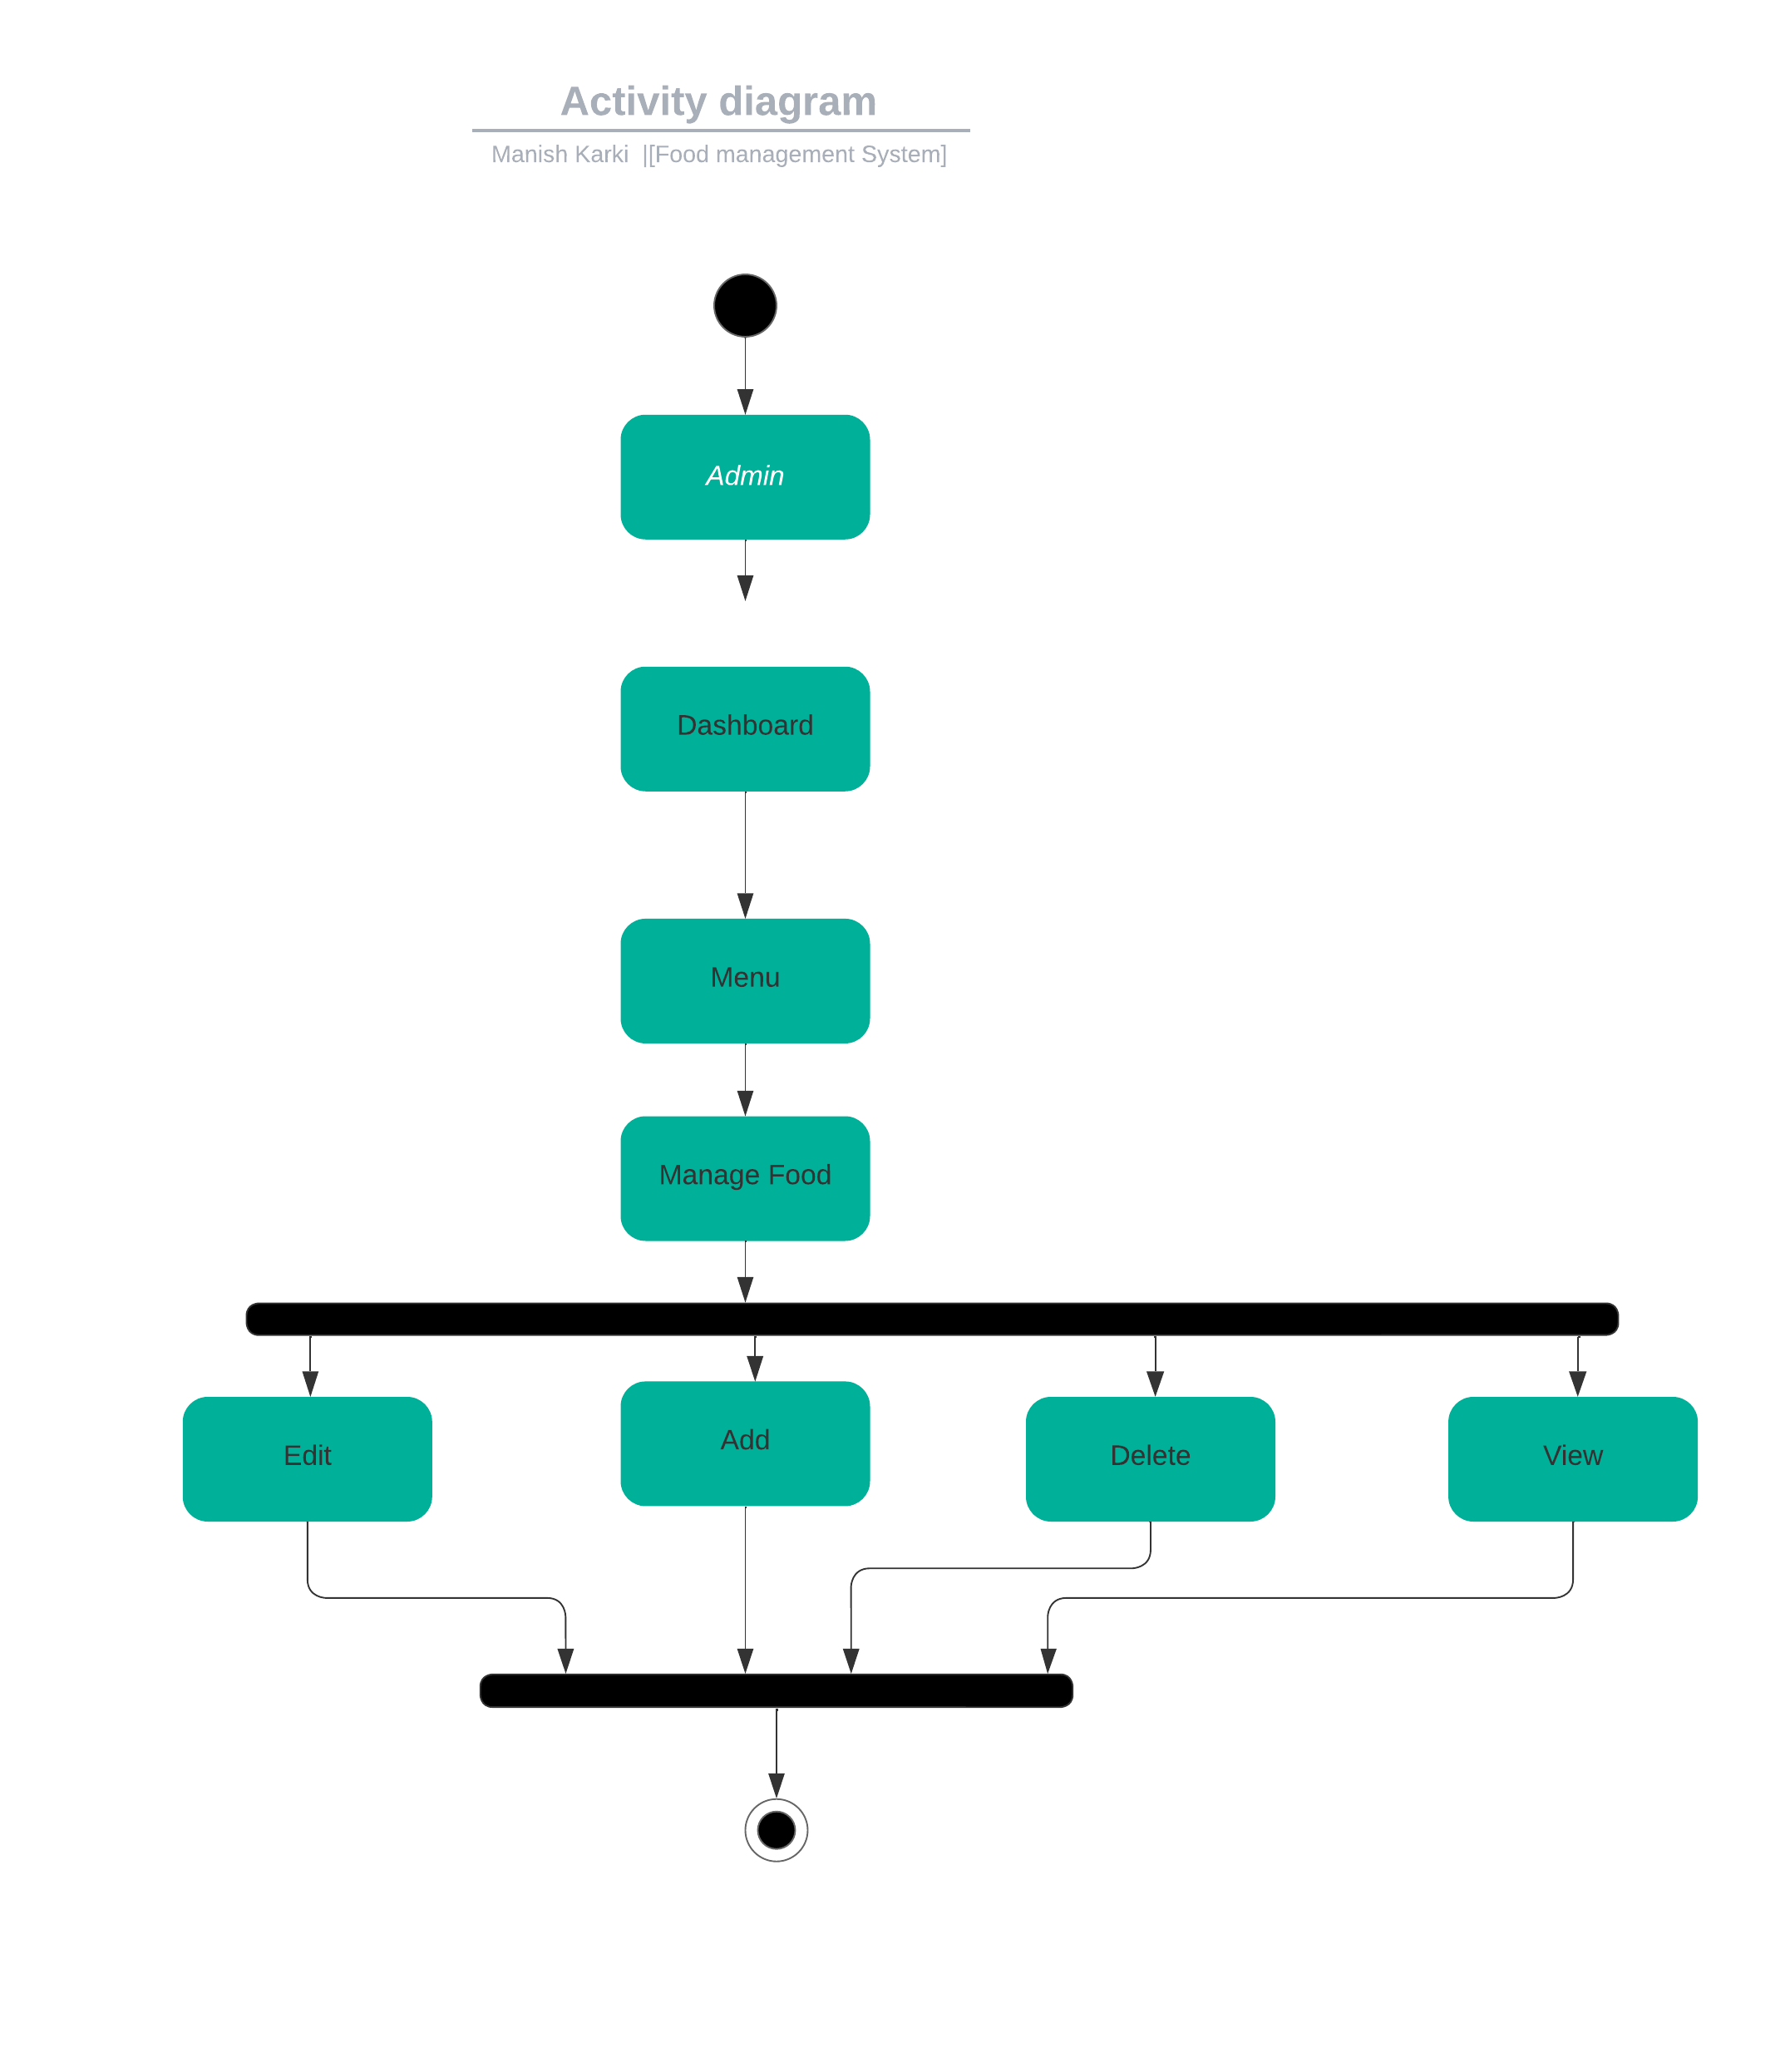 Activity diagram
Manish Karki  |[Food management System]
Admin
Dashboard
Menu
Manage Food
Edit
Add
Delete
View